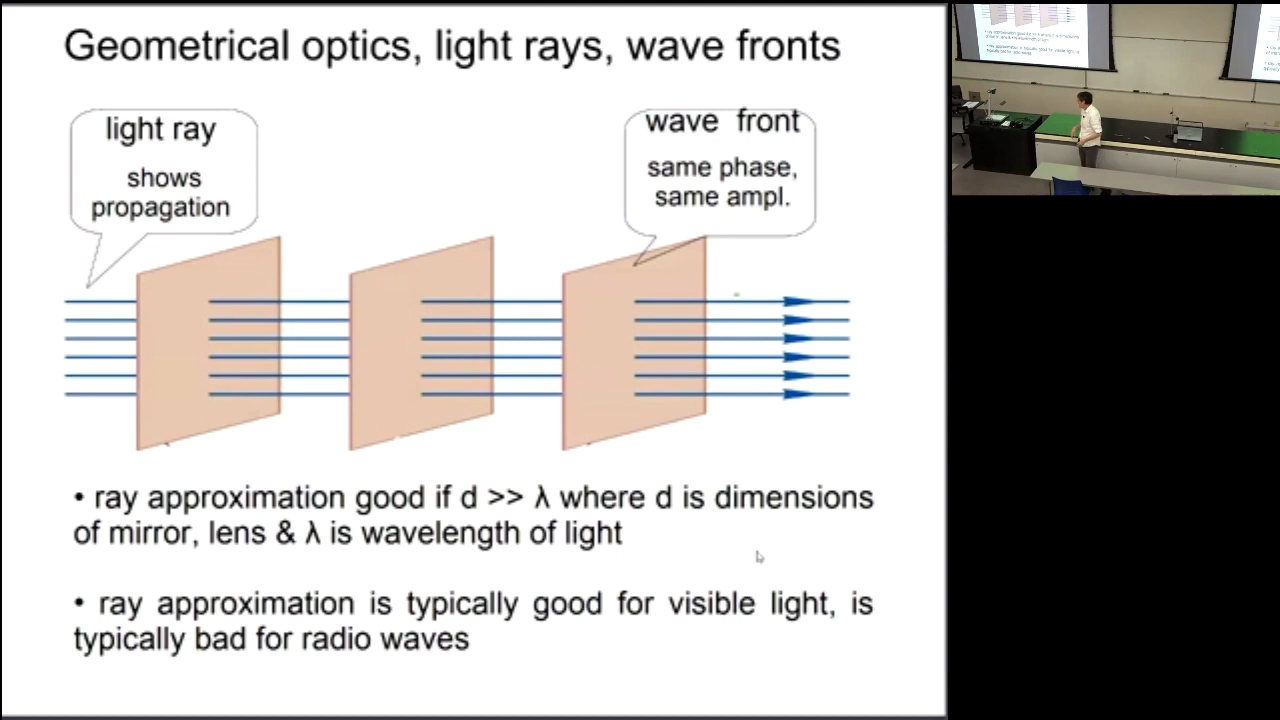 Geometrical optics, light rays, wave fronts
light ray
shows
propagation
wave front
same phase,
same ampl.
• ray approximation good if d >> λ where d is dimensions
of mirror, lens & λ is wavelength of light
• ray approximation is typically good for visible light, is
typically bad for radio waves